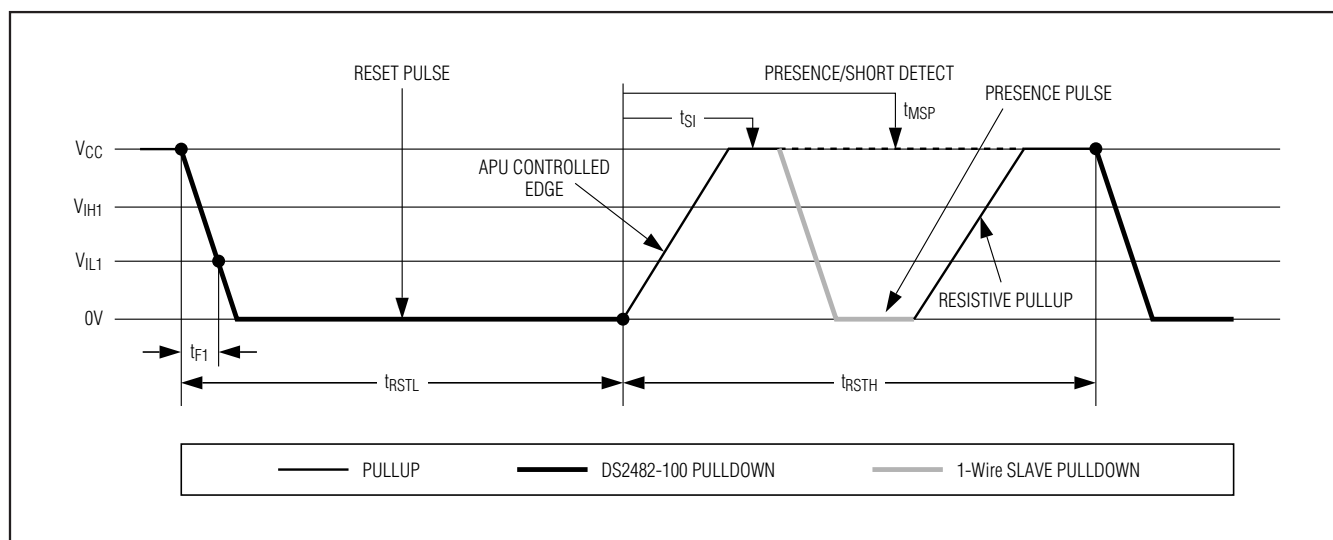 RESET PULSE
PRESENCE/SHORT DETECT
PRESENCE PULSE
tMSP
tSI
VCC
APU CONTROLLED
EDGE
VIH1
VIL1
RESISTIVE PULLUP
0V
tF1
tRSTL
tRSTH
PULLUP
DS2482-100 PULLDOWN
1-Wire SLAVE PULLDOWN